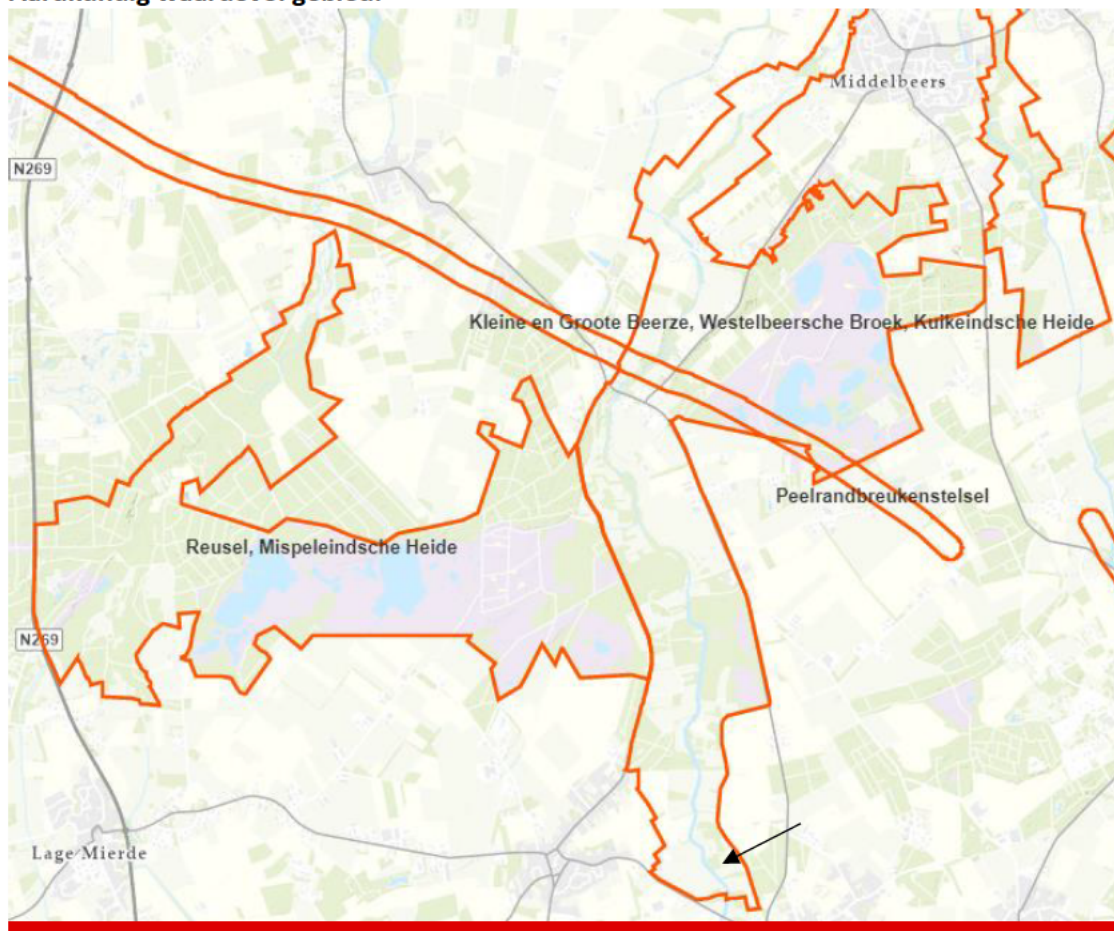 Middelbeers
N269
Kleine en Groote Beerze, Westelbeersche Broek, Kuikeindsche Heide
Peelrandbreukenstelsel
Reusel, Mispeleindsche Heide
N269
Lage Mierde